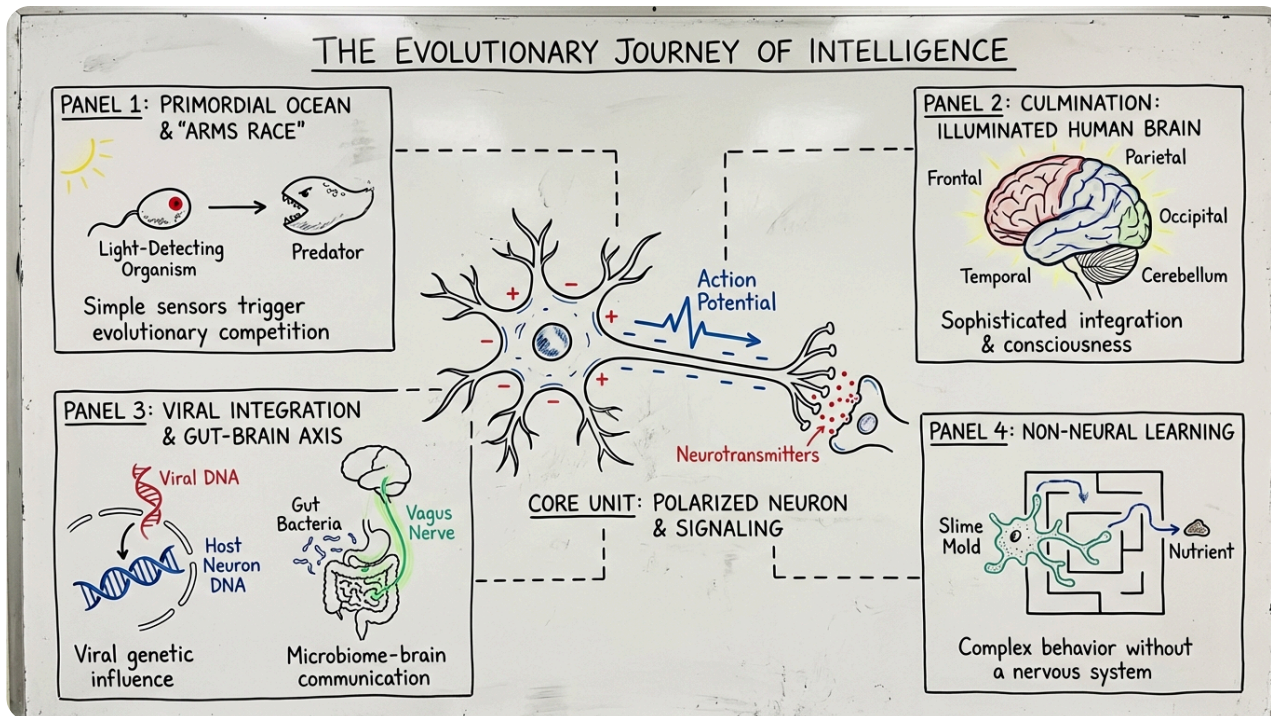 THE EVOLUTIONARY JOURNEY OF INTELLIGENCE
PANEL 1: PRIMORDIAL OCEAN
& "ARMS RACE"
Light-Detecting
Organism
Predator
Simple sensors trigger
evolutionary competition
PANEL 2: CULMINATION:
ILLUMINATED HUMAN BRAIN
Frontal
Parietal
Occipital
Temporal
Cerebellum
Sophisticated integration
& consciousness
+
−
+
−
−
+
−
Action
Potential
Neurotransmitters
CORE UNIT: POLARIZED NEURON
& SIGNALING
PANEL 3: VIRAL INTEGRATION
& GUT-BRAIN AXIS
Viral DNA
Host
Neuron
DNA
Viral genetic
influence
Gut
Bacteria
Vagus
Nerve
Microbiome-brain
communication
PANEL 4: NON-NEURAL LEARNING
Slime
Mold
Nutrient
Complex behavior without
a nervous system